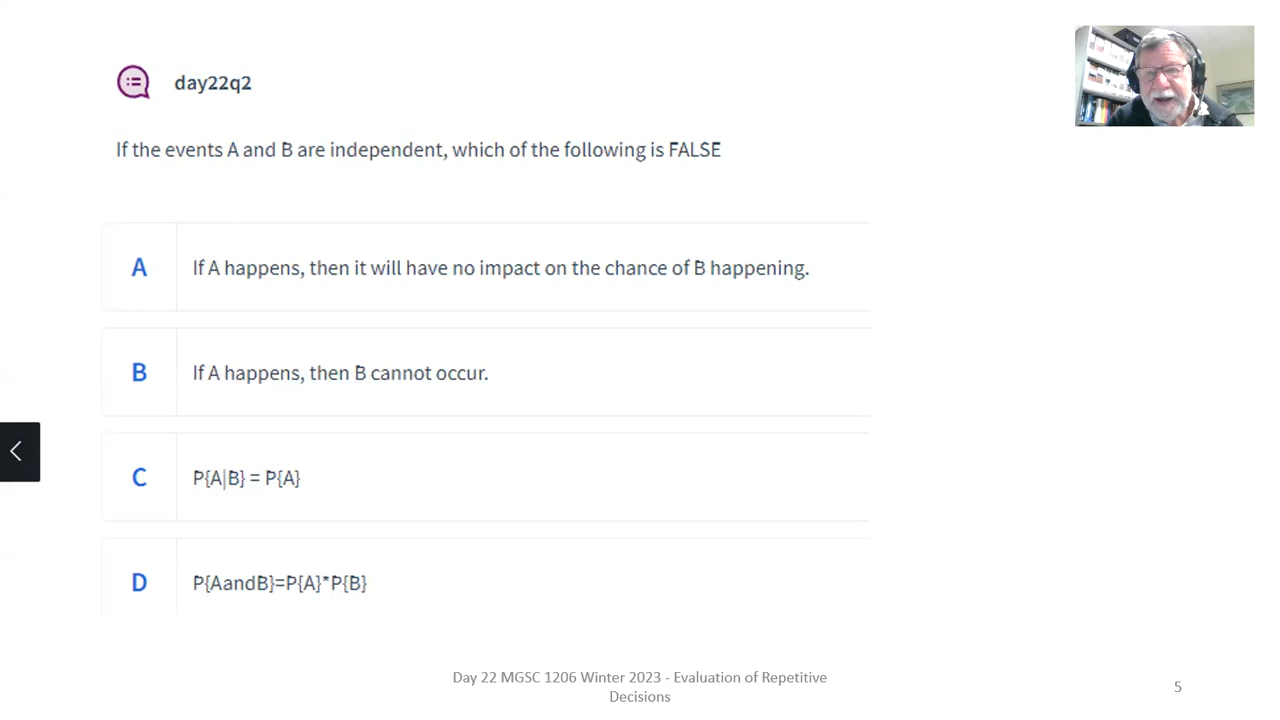 day22q2
If the events A and B are independent, which of the following is FALSE
A
If A happens, then it will have no impact on the chance of B happening.
B
If A happens, then B cannot occur.
C
P{A|B} = P{A}
D
P{AandB}=P{A}*P{B}
Day 22 MGSC 1206 Winter 2023 - Evaluation of Repetitive
Decisions
5